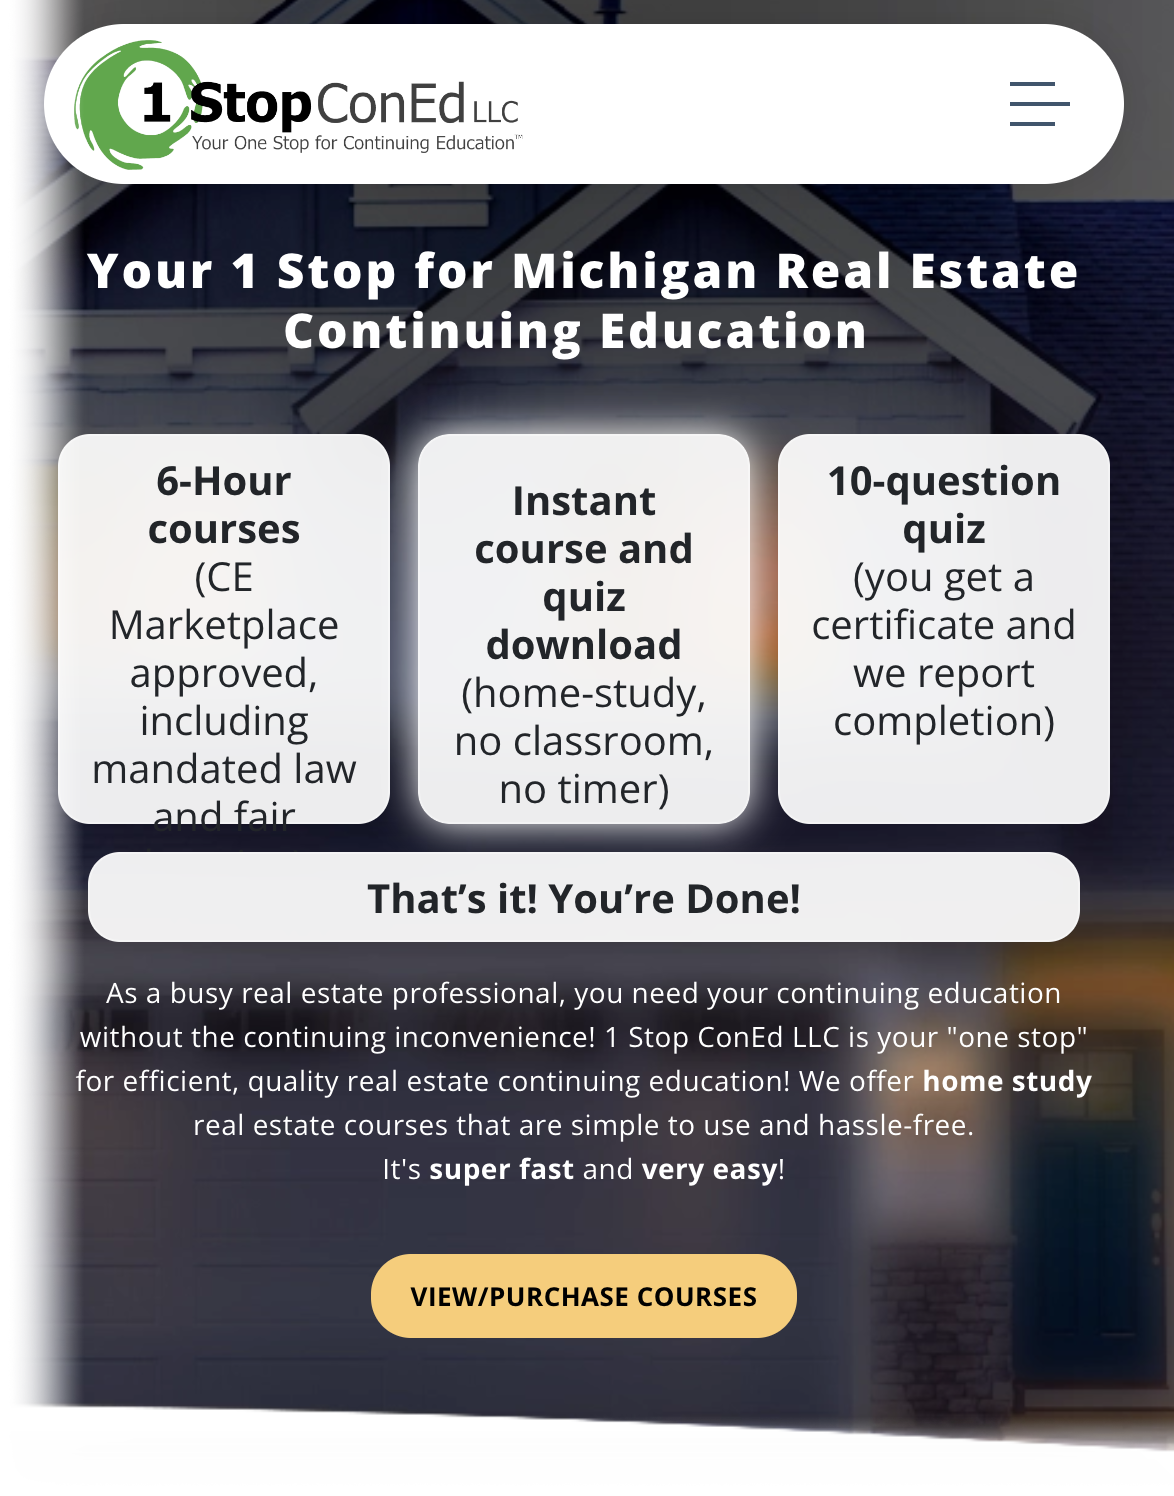 1 StopConEd LLC
Your One Stop for Continuing Education™
Your 1 Stop for Michigan Real Estate
Continuing Education
6-Hour
courses
(CE
Marketplace
approved,
including
mandated law
and fair
Instant
course and
quiz
download
(home-study,
no classroom,
no timer)
10-question
quiz
(you get a
certificate and
we report
completion)
That’s it! You’re Done!
As a busy real estate professional, you need your continuing education
without the continuing inconvenience! 1 Stop ConEd LLC is your "one stop"
for efficient, quality real estate continuing education! We offer home study
real estate courses that are simple to use and hassle-free.
It's super fast and very easy!
VIEW/PURCHASE COURSES